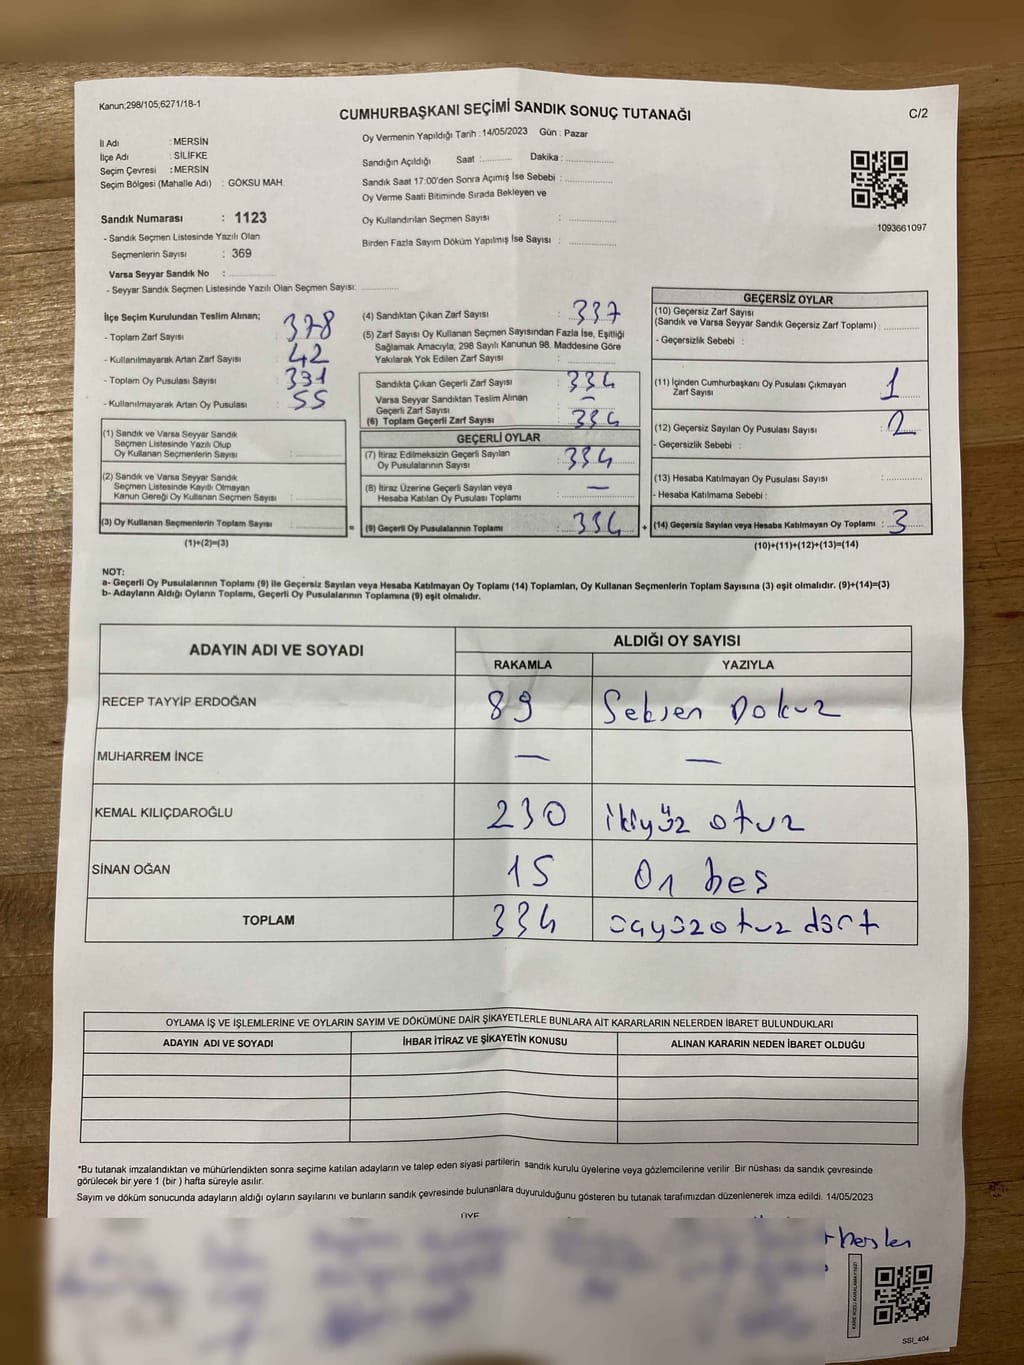 Kanun;298/105;6271/18-1
CUMHURBAŞKANI SEÇİMİ SANDIK SONUÇ TUTANAĞI
C/2
İl Adı : MERSİN
İlçe Adı : SİLİFKE
Seçim Çevresi : MERSİN
Seçim Bölgesi (Mahalle Adı) : GÖKSU MAH.
Oy Vermenin Yapıldığı Tarih : 14/05/2023 Gün : Pazar
Sandığın Açıldığı Saat :.......... Dakika :..............
Sandık Saat 17:00'den Sonra Açımış İse Sebebi :..............
Oy Verme Saati Bitiminde Sırada Bekleyen ve
Oy Kullandırılan Seçmen Sayısı : ..............
Birden Fazla Sayım Döküm Yapılmış İse Sayısı : ..............
1093661097
Sandık Numarası : 1123
- Sandık Seçmen Listesinde Yazılı Olan
Seçmenlerin Sayısı : 369
Varsa Seyyar Sandık No : ..............
- Seyyar Sandık Seçmen Listesinde Yazılı Olan Seçmen Sayısı: ..............
İlçe Seçim Kurulundan Teslim Alınan;
- Toplam Zarf Sayısı : 378
- Kullanılmayarak Artan Zarf Sayısı : 42
- Toplam Oy Pusulası Sayısı : 391
- Kullanılmayarak Artan Oy Pusulası : 55
(1) Sandık ve Varsa Seyyar Sandık
Seçmen Listesinde Yazılı Olup
Oy Kullanan Seçmenlerin Sayısı : ..............
(2) Sandık ve Varsa Seyyar Sandık
Seçmen Listesinde Kayıtlı Olmayan
Kanun Gereği Oy Kullanan Seçmen Sayısı : ..............
(3) Oy Kullanan Seçmenlerin Toplam Sayısı : ..............
(1)+(2)=(3)
(4) Sandıktan Çıkan Zarf Sayısı : 337
(5) Zarf Sayısı Oy Kullanan Seçmen Sayısından Fazla İse, Eşitliği
Sağlamak Amacıyla; 298 Sayılı Kanunun 98. Maddesine Göre
Yakılarak Yok Edilen Zarf Sayısı : ..............
Sandıkta Çıkan Geçerli Zarf Sayısı : 334
Varsa Seyyar Sandıktan Teslim Alınan
Geçerli Zarf Sayısı : —
(6) Toplam Geçerli Zarf Sayısı : 334
GEÇERLİ OYLAR
(7) İtiraz Edilmeksizin Geçerli Sayılan
Oy Pusulalarının Sayısı : 334
(8) İtiraz Üzerine Geçerli Sayılan veya
Hesaba Katılan Oy Pusulası Toplamı : —
= (9) Geçerli Oy Pusulalarının Toplamı : 334
GEÇERSİZ OYLAR
(10) Geçersiz Zarf Sayısı
(Sandık ve Varsa Seyyar Sandık Geçersiz Zarf Toplamı) : ..............
- Geçersizlik Sebebi :
(11) İçinden Cumhurbaşkanı Oy Pusulası Çıkmayan
Zarf Sayısı : 1
(12) Geçersiz Sayılan Oy Pusulası Sayısı : 2
- Geçersizlik Sebebi :
(13) Hesaba Katılmayan Oy Pusulası Sayısı : ..............
- Hesaba Katılmama Sebebi :
+ (14) Geçersiz Sayılan veya Hesaba Katılmayan Oy Toplamı : 3
(10)+(11)+(12)+(13)=(14)
NOT:
a- Geçerli Oy Pusulalarının Toplamı (9) ile Geçersiz Sayılan veya Hesaba Katılmayan Oy Toplamı (14) Toplamları, Oy Kullanan Seçmenlerin Toplam Sayısına (3) eşit olmalıdır. (9)+(14)=(3)
b- Adayların Aldığı Oyların Toplamı, Geçerli Oy Pusulalarının Toplamına (9) eşit olmalıdır.
ADAYIN ADI VE SOYADI
ALDIĞI OY SAYISI
RAKAMLA YAZIYLA
RECEP TAYYİP ERDOĞAN 89 Seksen Dokuz
MUHARREM İNCE — —
KEMAL KILIÇDAROĞLU 230 ikiyüz otuz
SİNAN OĞAN 15 On beş
TOPLAM 334 üçyüzotuz dört
OYLAMA İŞ VE İŞLEMLERİNE VE OYLARIN SAYIM VE DÖKÜMÜNE DAİR ŞİKAYETLERLE BUNLARA AİT KARARLARIN NELERDEN İBARET BULUNDUKLARI
ADAYIN ADI VE SOYADI İHBAR İTİRAZ VE ŞİKAYETİN KONUSU ALINAN KARARIN NEDEN İBARET OLDUĞU
*Bu tutanak imzalandıktan ve mühürlendikten sonra seçime katılan adayların ve talep eden siyasi partilerin sandık kurulu üyelerine veya gözlemcilerine verilir .Bir nüshası da sandık çevresinde
görülecek bir yere 1 (bir ) hafta süreyle asılır.
Sayım ve döküm sonucunda adayların aldığı oyların sayılarını ve bunların sandık çevresinde bulunanlara duyurulduğunu gösteren bu tutanak tarafımızdan düzenlenerek imza edildi. 14/05/2023
ÜYE
SSI_404